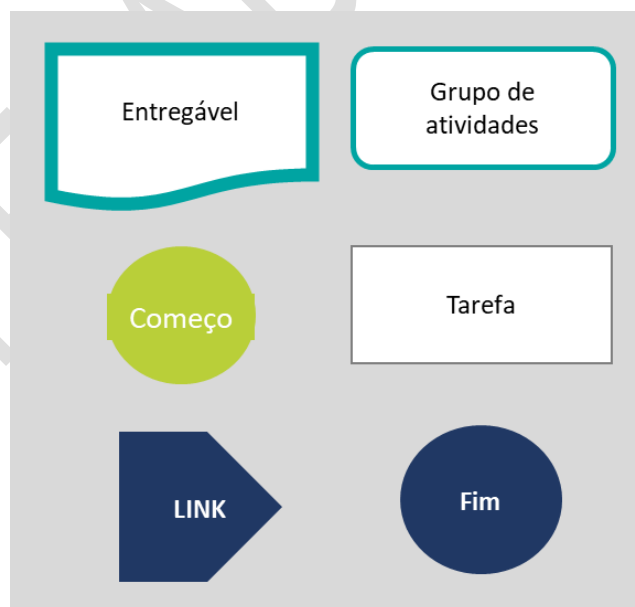 Entregável
Grupo de
atividades
Começo
Tarefa
LINK
Fim